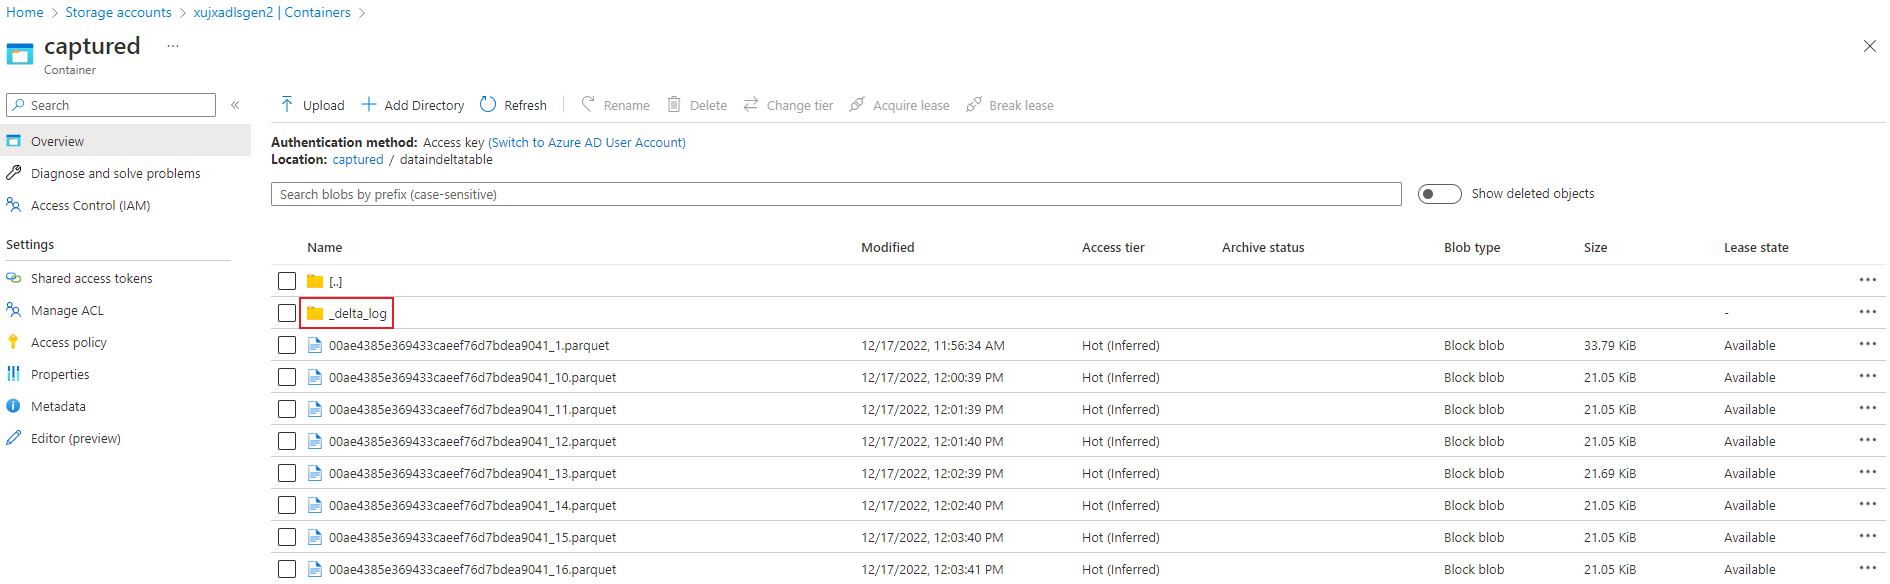 Home > Storage accounts > xujxadlsgen2 | Containers >
captured ...
Container
Search «
Overview
Diagnose and solve problems
Access Control (IAM)
Settings
Shared access tokens
Manage ACL
Access policy
Properties
Metadata
Editor (preview)
Upload Add Directory Refresh Rename Delete Change tier Acquire lease Break lease
Authentication method: Access key (Switch to Azure AD User Account)
Location: captured / dataindeltatable
Search blobs by prefix (case-sensitive) Show deleted objects
Name Modified Access tier Archive status Blob type Size Lease state
[..]
_delta_log -
00ae4385e369433caeef76d7bdea9041_1.parquet 12/17/2022, 11:56:34 AM Hot (Inferred) Block blob 33.79 KiB Available
00ae4385e369433caeef76d7bdea9041_10.parquet 12/17/2022, 12:00:39 PM Hot (Inferred) Block blob 21.05 KiB Available
00ae4385e369433caeef76d7bdea9041_11.parquet 12/17/2022, 12:01:39 PM Hot (Inferred) Block blob 21.05 KiB Available
00ae4385e369433caeef76d7bdea9041_12.parquet 12/17/2022, 12:01:40 PM Hot (Inferred) Block blob 21.05 KiB Available
00ae4385e369433caeef76d7bdea9041_13.parquet 12/17/2022, 12:02:39 PM Hot (Inferred) Block blob 21.69 KiB Available
00ae4385e369433caeef76d7bdea9041_14.parquet 12/17/2022, 12:02:40 PM Hot (Inferred) Block blob 21.05 KiB Available
00ae4385e369433caeef76d7bdea9041_15.parquet 12/17/2022, 12:03:40 PM Hot (Inferred) Block blob 21.05 KiB Available
00ae4385e369433caeef76d7bdea9041_16.parquet 12/17/2022, 12:03:41 PM Hot (Inferred) Block blob 21.05 KiB Available